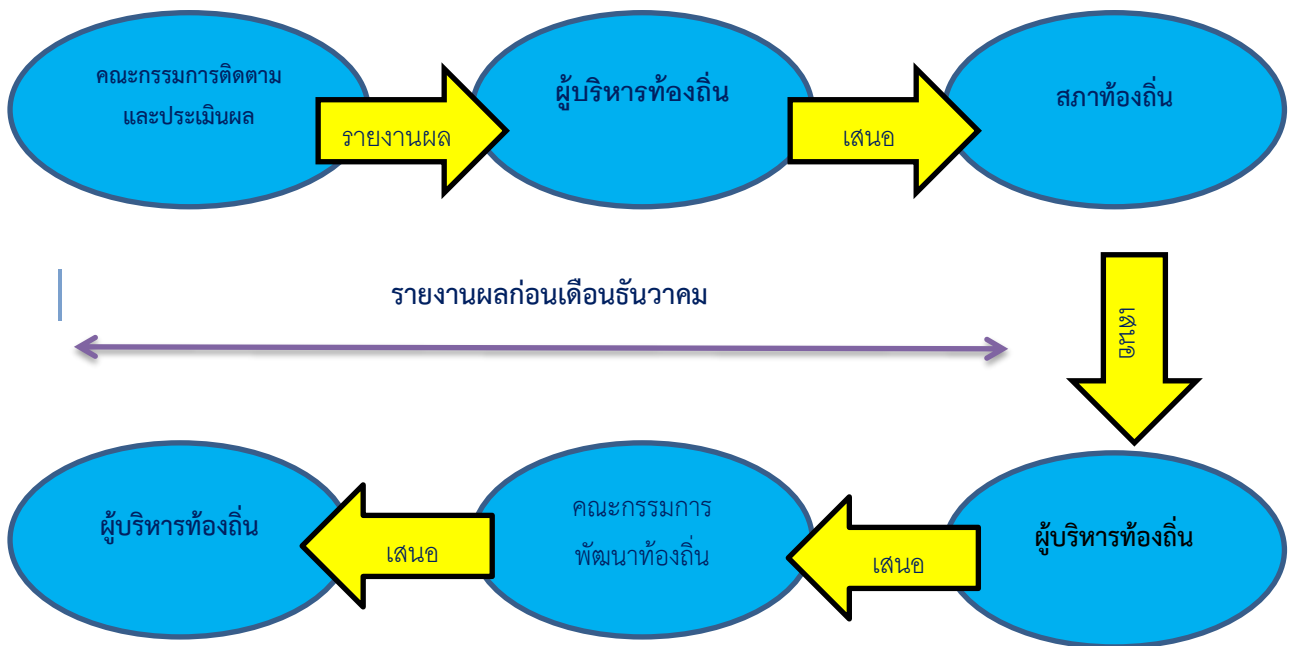 คณะกรรมการติดตาม
และประเมินผล
รายงานผล
ผู้บริหารท้องถิ่น
เสนอ
สภาท้องถิ่น
รายงานผลก่อนเดือนธันวาคม
เสนอ
ผู้บริหารท้องถิ่น
เสนอ
คณะกรรมการ
พัฒนาท้องถิ่น
เสนอ
ผู้บริหารท้องถิ่น